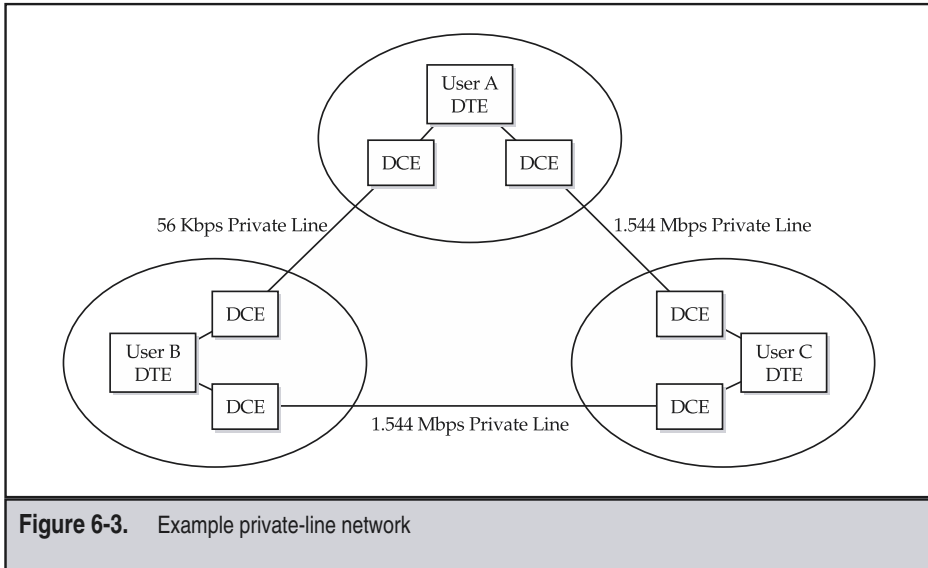 User A
DTE
DCE
DCE
56 Kbps Private Line
1.544 Mbps Private Line
DCE
DCE
User B
DTE
User C
DTE
DCE
DCE
1.544 Mbps Private Line
Figure 6-3. Example private-line network